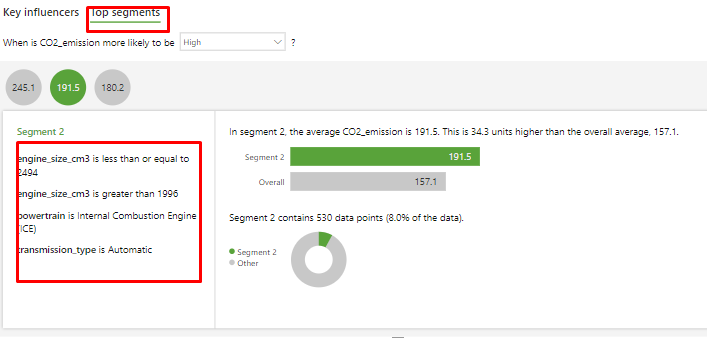 Key influencers Top segments
When is CO2_emission more likely to be High ?
245.1 191.5 180.2
Segment 2
engine_size_cm3 is less than or equal to
2494
engine_size_cm3 is greater than 1996
powertrain is Internal Combustion Engine
(ICE)
transmission_type is Automatic
In segment 2, the average CO2_emission is 191.5. This is 34.3 units higher than the overall average, 157.1.
Segment 2 191.5
Overall 157.1
Segment 2 contains 530 data points (8.0% of the data).
Segment 2
Other